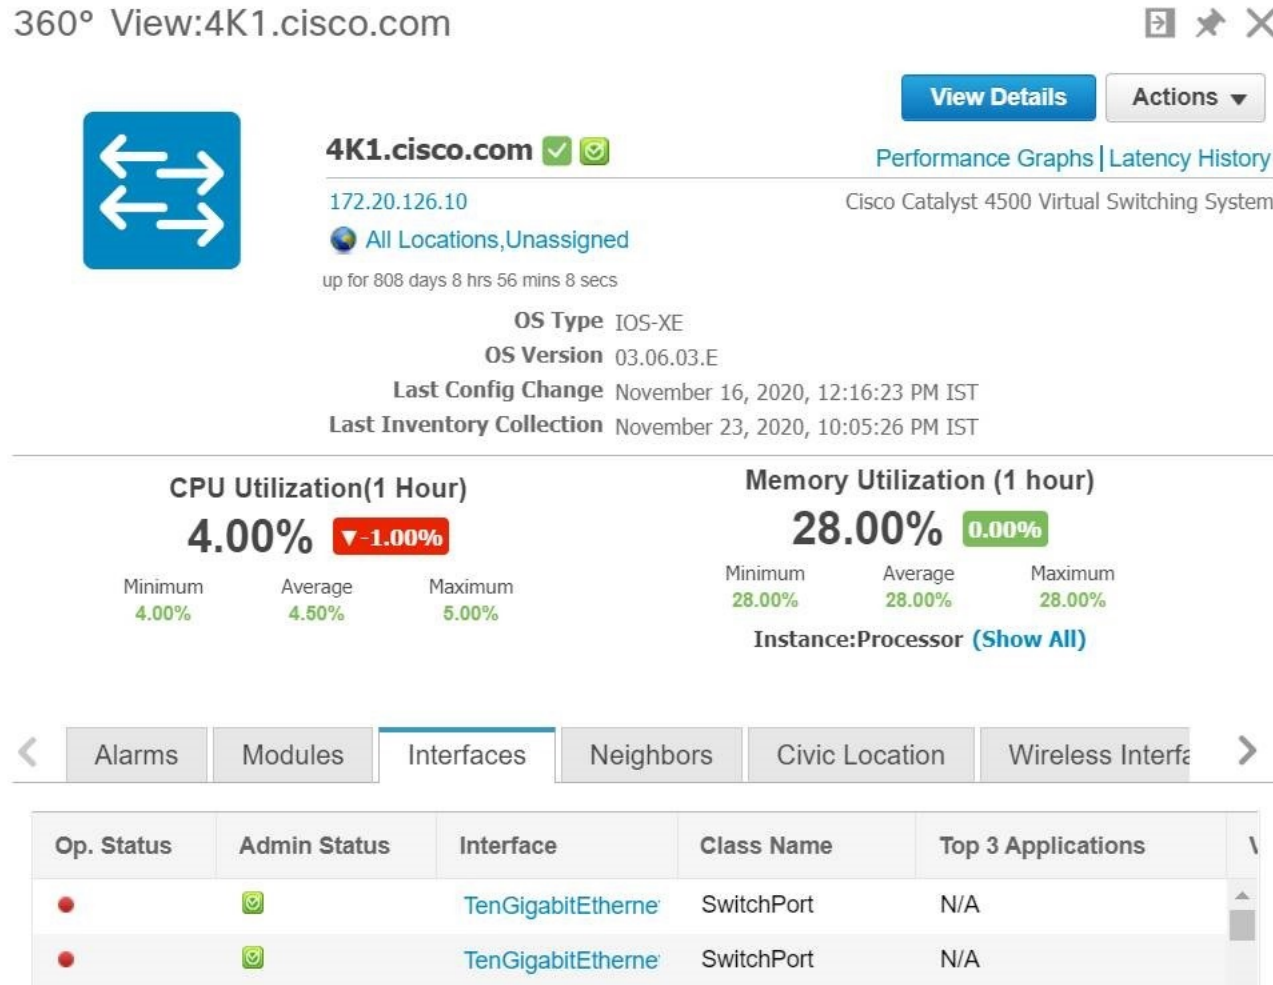 360° View:4K1.cisco.com
View Details
Actions
4K1.cisco.com
Performance Graphs | Latency History
172.20.126.10
Cisco Catalyst 4500 Virtual Switching System
All Locations,Unassigned
up for 808 days 8 hrs 56 mins 8 secs
OS Type IOS-XE
OS Version 03.06.03.E
Last Config Change November 16, 2020, 12:16:23 PM IST
Last Inventory Collection November 23, 2020, 10:05:26 PM IST
CPU Utilization(1 Hour)
4.00% ▼-1.00%
Minimum Average Maximum
4.00% 4.50% 5.00%
Memory Utilization (1 hour)
28.00% 0.00%
Minimum Average Maximum
28.00% 28.00% 28.00%
Instance:Processor (Show All)
Alarms Modules Interfaces Neighbors Civic Location Wireless Interfa
Op. Status Admin Status Interface Class Name Top 3 Applications
TenGigabitEtherne SwitchPort N/A
TenGigabitEtherne SwitchPort N/A